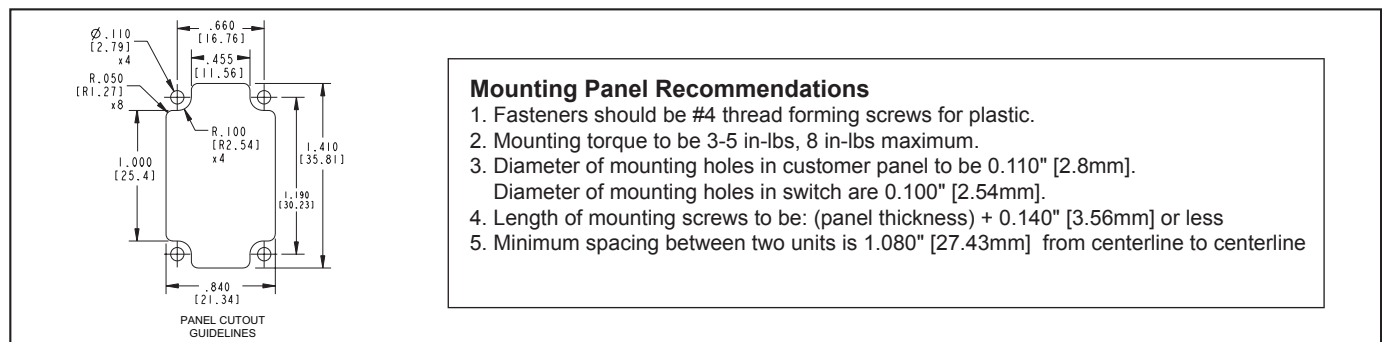 .660
[16.76]
Ø.110
[2.79]
x4
.455
[11.56]
R.050
[R1.27]
x8
R.100
[R2.54]
x4
1.000
[25.4]
1.410
[35.81]
1.190
[30.23]
.840
[21.34]
PANEL CUTOUT
GUIDELINES
Mounting Panel Recommendations
1. Fasteners should be #4 thread forming screws for plastic.
2. Mounting torque to be 3-5 in-lbs, 8 in-lbs maximum.
3. Diameter of mounting holes in customer panel to be 0.110" [2.8mm].
Diameter of mounting holes in switch are 0.100" [2.54mm].
4. Length of mounting screws to be: (panel thickness) + 0.140" [3.56mm] or less
5. Minimum spacing between two units is 1.080" [27.43mm] from centerline to centerline